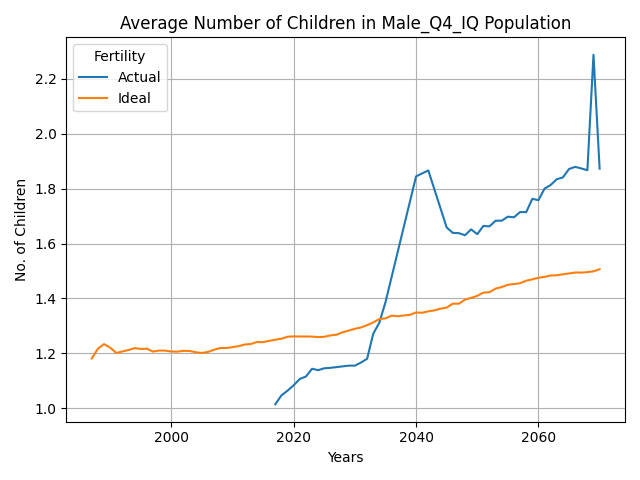 Average Number of Children in Male_Q4_IQ Population
Fertility
Actual
Ideal
No. of Children
2.2
2.0
1.8
1.6
1.4
1.2
1.0
2000
2020
2040
2060
Years